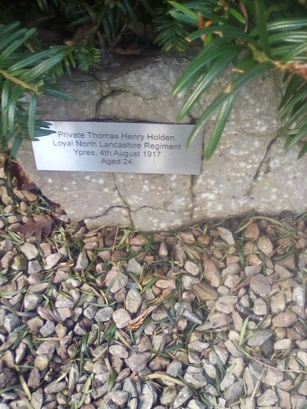 Private Thomas Henry Holden
Loyal North Lancashire Regiment
Ypres, 4th August 1917
Aged 24